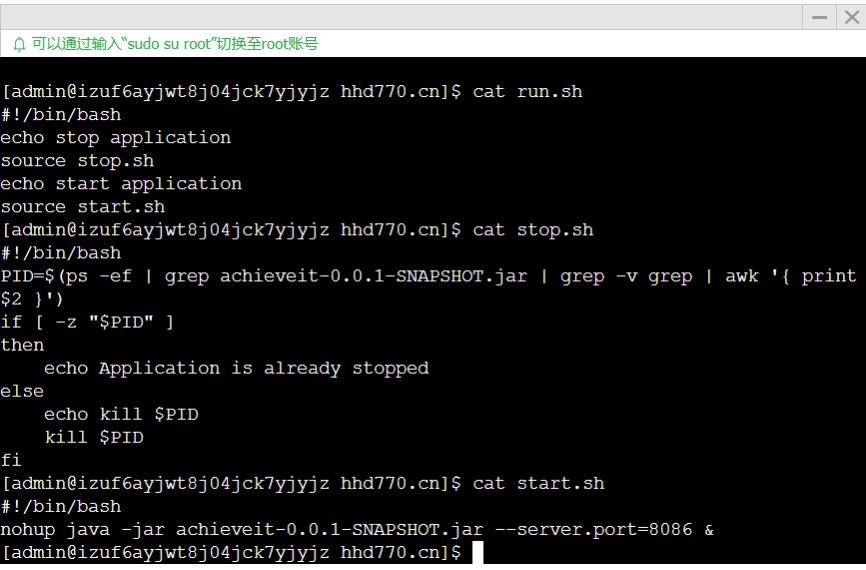 可以通过输入“sudo su root”切换至root账号
[admin@izuf6ayjwt8j04jck7yjyjz hhd770.cn]$ cat run.sh
#!/bin/bash
echo stop application
source stop.sh
echo start application
source start.sh
[admin@izuf6ayjwt8j04jck7yjyjz hhd770.cn]$ cat stop.sh
#!/bin/bash
PID=$(ps -ef | grep achieveit-0.0.1-SNAPSHOT.jar | grep -v grep | awk '{ print
$2 }')
if [ -z "$PID" ]
then
    echo Application is already stopped
else
    echo kill $PID
    kill $PID
fi
[admin@izuf6ayjwt8j04jck7yjyjz hhd770.cn]$ cat start.sh
#!/bin/bash
nohup java -jar achieveit-0.0.1-SNAPSHOT.jar --server.port=8086 &
[admin@izuf6ayjwt8j04jck7yjyjz hhd770.cn]$